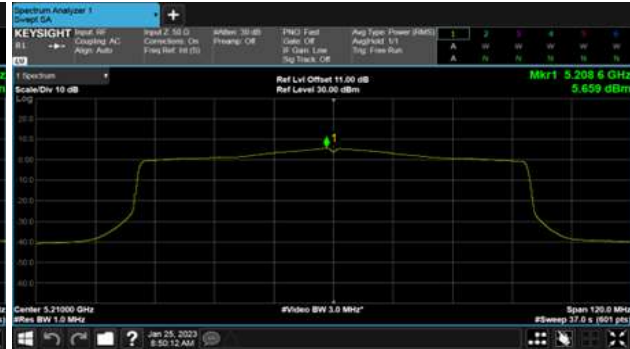 Spectrum Analyzer 1
Swept SA
+
KEYSIGHT Input: RF Input Z: 50 Ω #Atten: 30 dB PNO: Fast Avg Type: Power (RMS) 1 2 3 4 5 6
Coupling: AC Corrections: On Preamp: Off Gate: Off Avg|Hold: 1/1 A W W W W W
Align: Auto Freq Ref: Int (S) IF Gain: Low Trig: Free Run A N N N N N
Sig Track: Off
LV
1 Spectrum
Scale/Div 10 dB
Ref Lvl Offset 11.00 dB
Ref Level 30.00 dBm
Mkr1 5.208 6 GHz
5.659 dBm
Log
20.0
10.0
0.00
-10.0
-20.0
-30.0
-40.0
-50.0
-60.0
1
Center 5.21000 GHz #Video BW 3.0 MHz* Span 120.0 MHz
#Res BW 1.0 MHz #Sweep 37.0 s (601 pts)
? Jan 25, 2023
8:50:12 AM